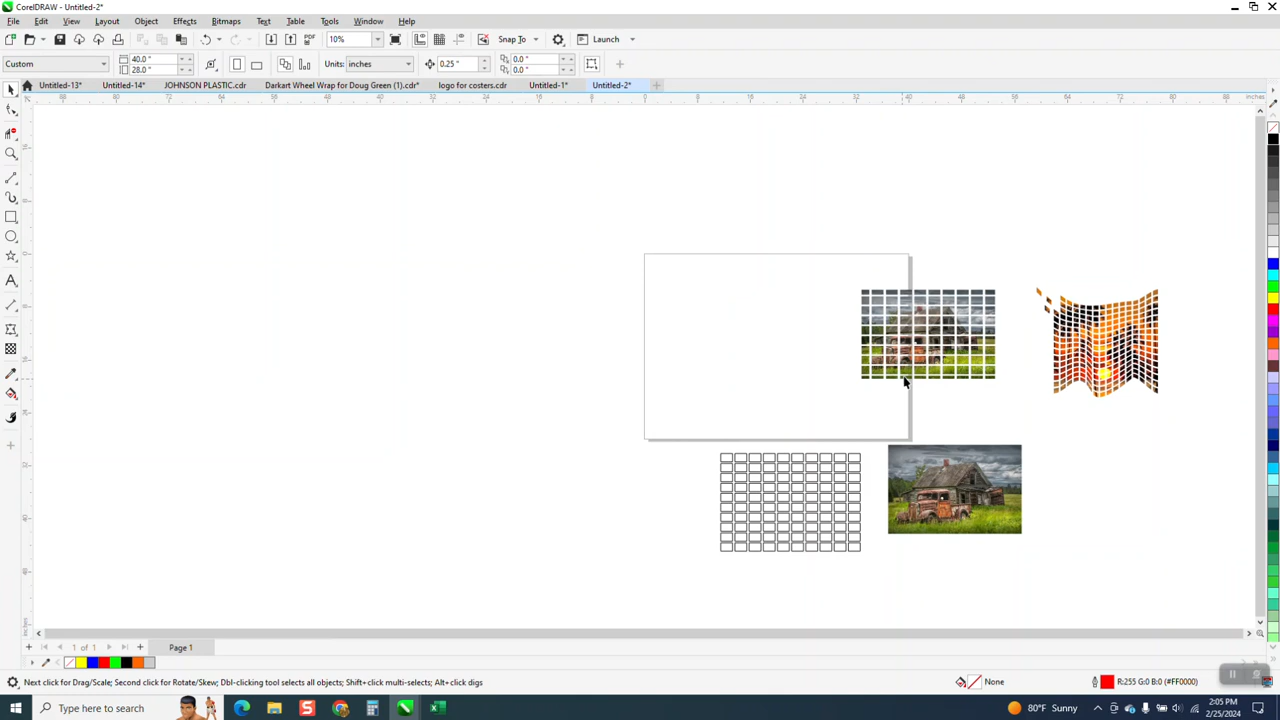 CorelDRAW - Untitled-2*
File Edit View Layout Object Effects Bitmaps Text Table Tools Window Help
PDF 10% Snap To Launch
Custom 40.0 " 28.0 " Units: inches 0.25 " 0.0 " 0.0 "
Untitled-13* Untitled-14* JOHNSON PLASTIC.cdr Darkart Wheel Wrap for Doug Green (1).cdr* logo for costers.cdr Untitled-1* Untitled-2*
inches
1 of 1 Page 1
Next click for Drag/Scale; Second click for Rotate/Skew; Dbl-clicking tool selects all objects; Shift+click multi-selects; Alt+click digs None R:255 G:0 B:0 (#FF0000)
Type here to search 80°F Sunny 2:05 PM
2/25/2024